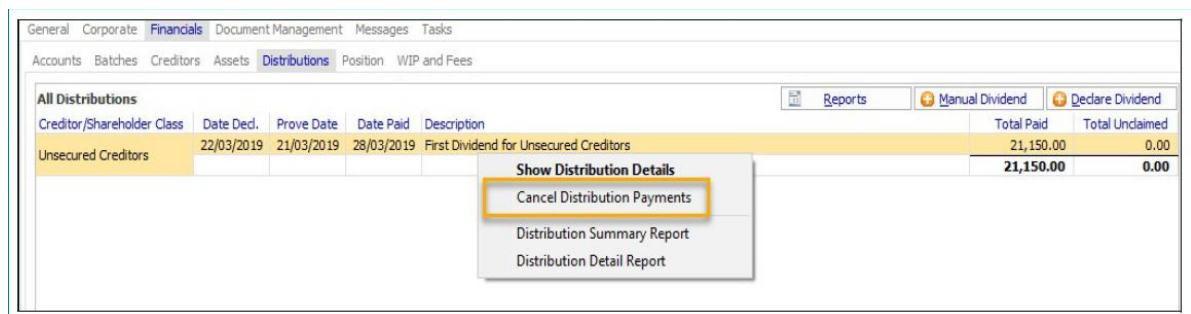 General Corporate Financials Document Management Messages Tasks
Accounts Batches Creditors Assets Distributions Position WIP and Fees
All Distributions Reports Manual Dividend Declare Dividend
Creditor/Shareholder Class Date Decl. Prove Date Date Paid Description Total Paid Total Unclaimed
Unsecured Creditors 22/03/2019 21/03/2019 28/03/2019 First Dividend for Unsecured Creditors 21,150.00 0.00
21,150.00 0.00
Show Distribution Details
Cancel Distribution Payments
Distribution Summary Report
Distribution Detail Report